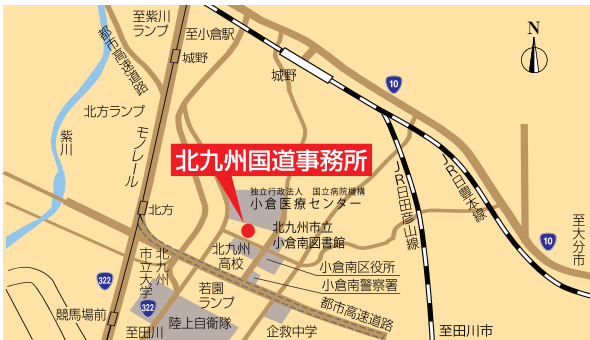 至紫川
ランプ
都市高速道路
至小倉駅
城野
城野
10
N
北方ランプ
紫川
モノレール
北九州国道事務所
独立行政法人 国立病院機構
小倉医療センター
JR日田彦山線
JR日豊本線
北方
北九州市立
小倉南図書館
至大分市
10
北九州
市立大学
北九州
高校
小倉南区役所
小倉南警察署
322
322
若園
ランプ
都市高速道路
競馬場前
至田川
陸上自衛隊
企救中学
至田川市